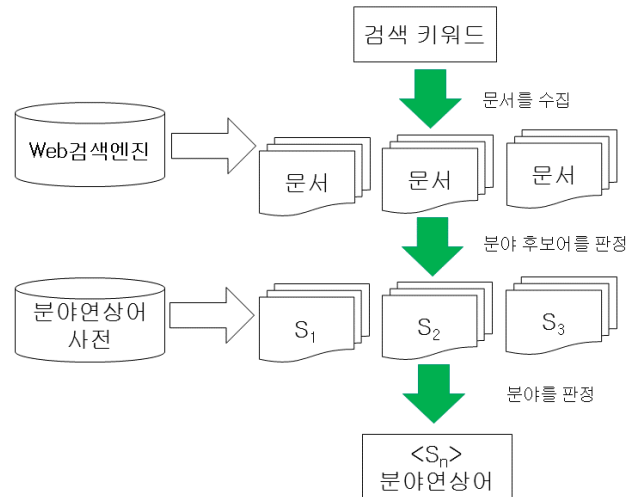 검색 키워드
문서를 수집
Web검색엔진
문서
문서
문서
분야 후보어를 판정
분야연상어
사전
S₁
S₂
S₃
분야를 판정
<Sₙ>
분야연상어